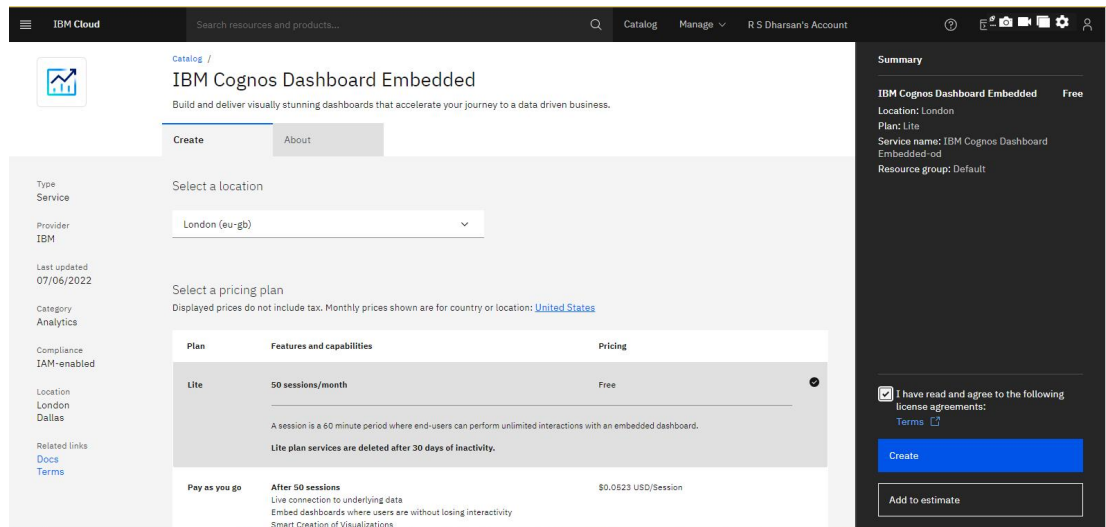 IBM Cloud
Search resources and products...
Catalog
Manage
R S Dharsan's Account
Catalog /
IBM Cognos Dashboard Embedded
Build and deliver visually stunning dashboards that accelerate your journey to a data driven business.
Create
About
Type
Service
Provider
IBM
Last updated
07/06/2022
Category
Analytics
Compliance
IAM-enabled
Location
London
Dallas
Related links
Docs
Terms
Select a location
London (eu-gb)
Select a pricing plan
Displayed prices do not include tax. Monthly prices shown are for country or location: United States
Plan Features and capabilities Pricing
Lite 50 sessions/month Free
A session is a 60 minute period where end-users can perform unlimited interactions with an embedded dashboard.
Lite plan services are deleted after 30 days of inactivity.
Pay as you go After 50 sessions $0.0523 USD/Session
Live connection to underlying data
Embed dashboards where users are without losing interactivity
Smart Creation of Visualizations
Summary
IBM Cognos Dashboard Embedded Free
Location: London
Plan: Lite
Service name: IBM Cognos Dashboard
Embedded-od
Resource group: Default
I have read and agree to the following
license agreements:
Terms
Create
Add to estimate